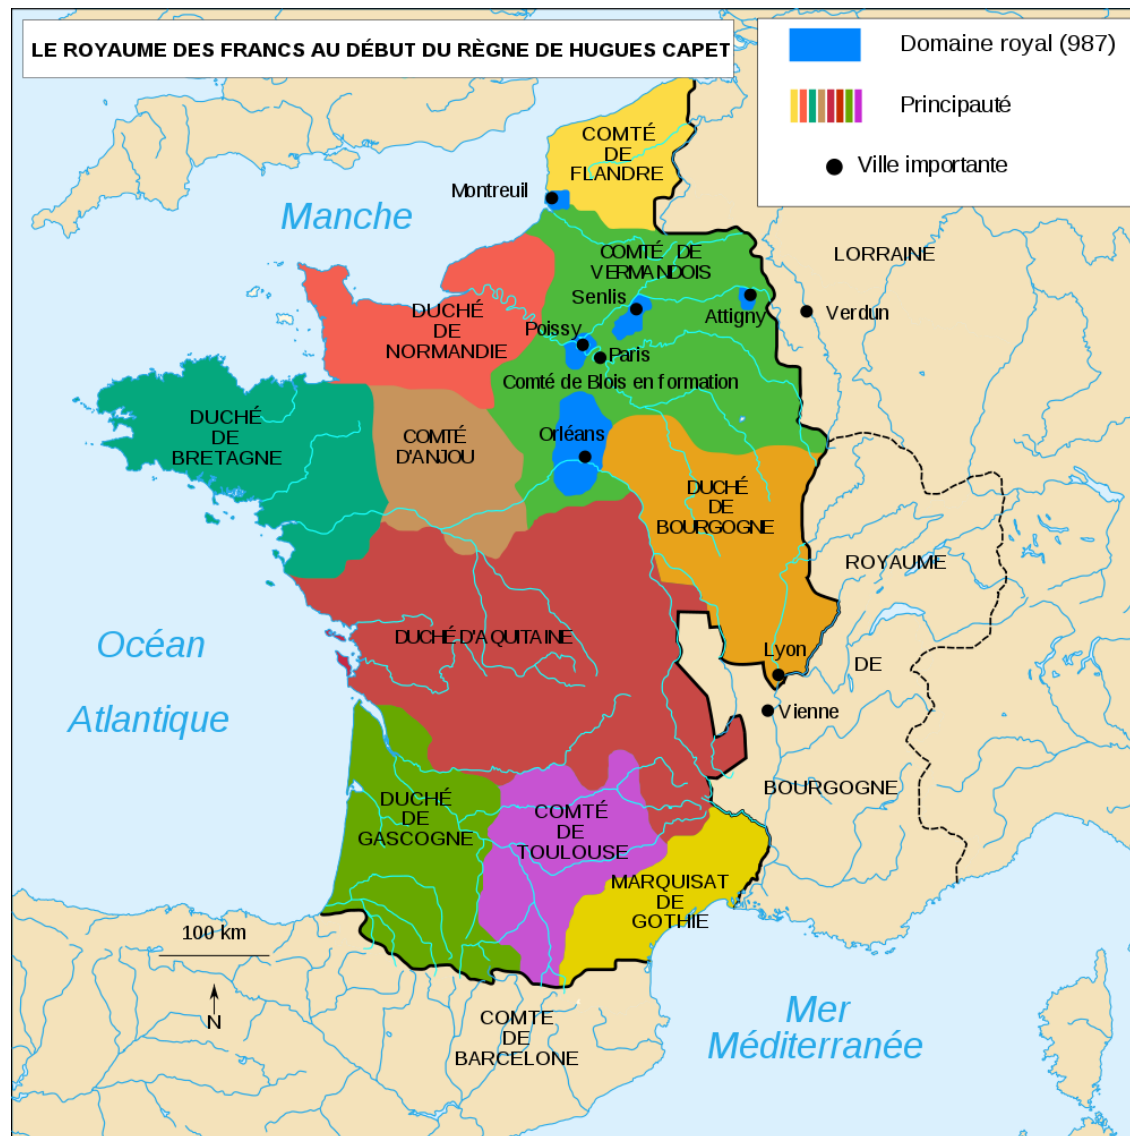 LE ROYAUME DES FRANCS AU DÉBUT DU RÈGNE DE HUGUES CAPET
Domaine royal (987)
Principauté
Ville importante
COMTÉ
DE
FLANDRE
Montreuil
Manche
COMTÉ DE
VERMANDOIS
LORRAINE
Senlis
Attigny
Verdun
DUCHÉ
DE
NORMANDIE
Poissy
Paris
Comté de Blois en formation
DUCHÉ
DE
BRETAGNE
COMTÉ
D'ANJOU
Orléans
DUCHÉ
DE
BOURGOGNE
ROYAUME
DE
BOURGOGNE
Océan
Atlantique
DUCHÉ D'AQUITAINE
Lyon
Vienne
DUCHÉ
DE
GASCOGNE
COMTÉ
DE
TOULOUSE
MARQUISAT
DE
GOTHIE
100 km
N
COMTE
DE
BARCELONE
Mer
Méditerranée